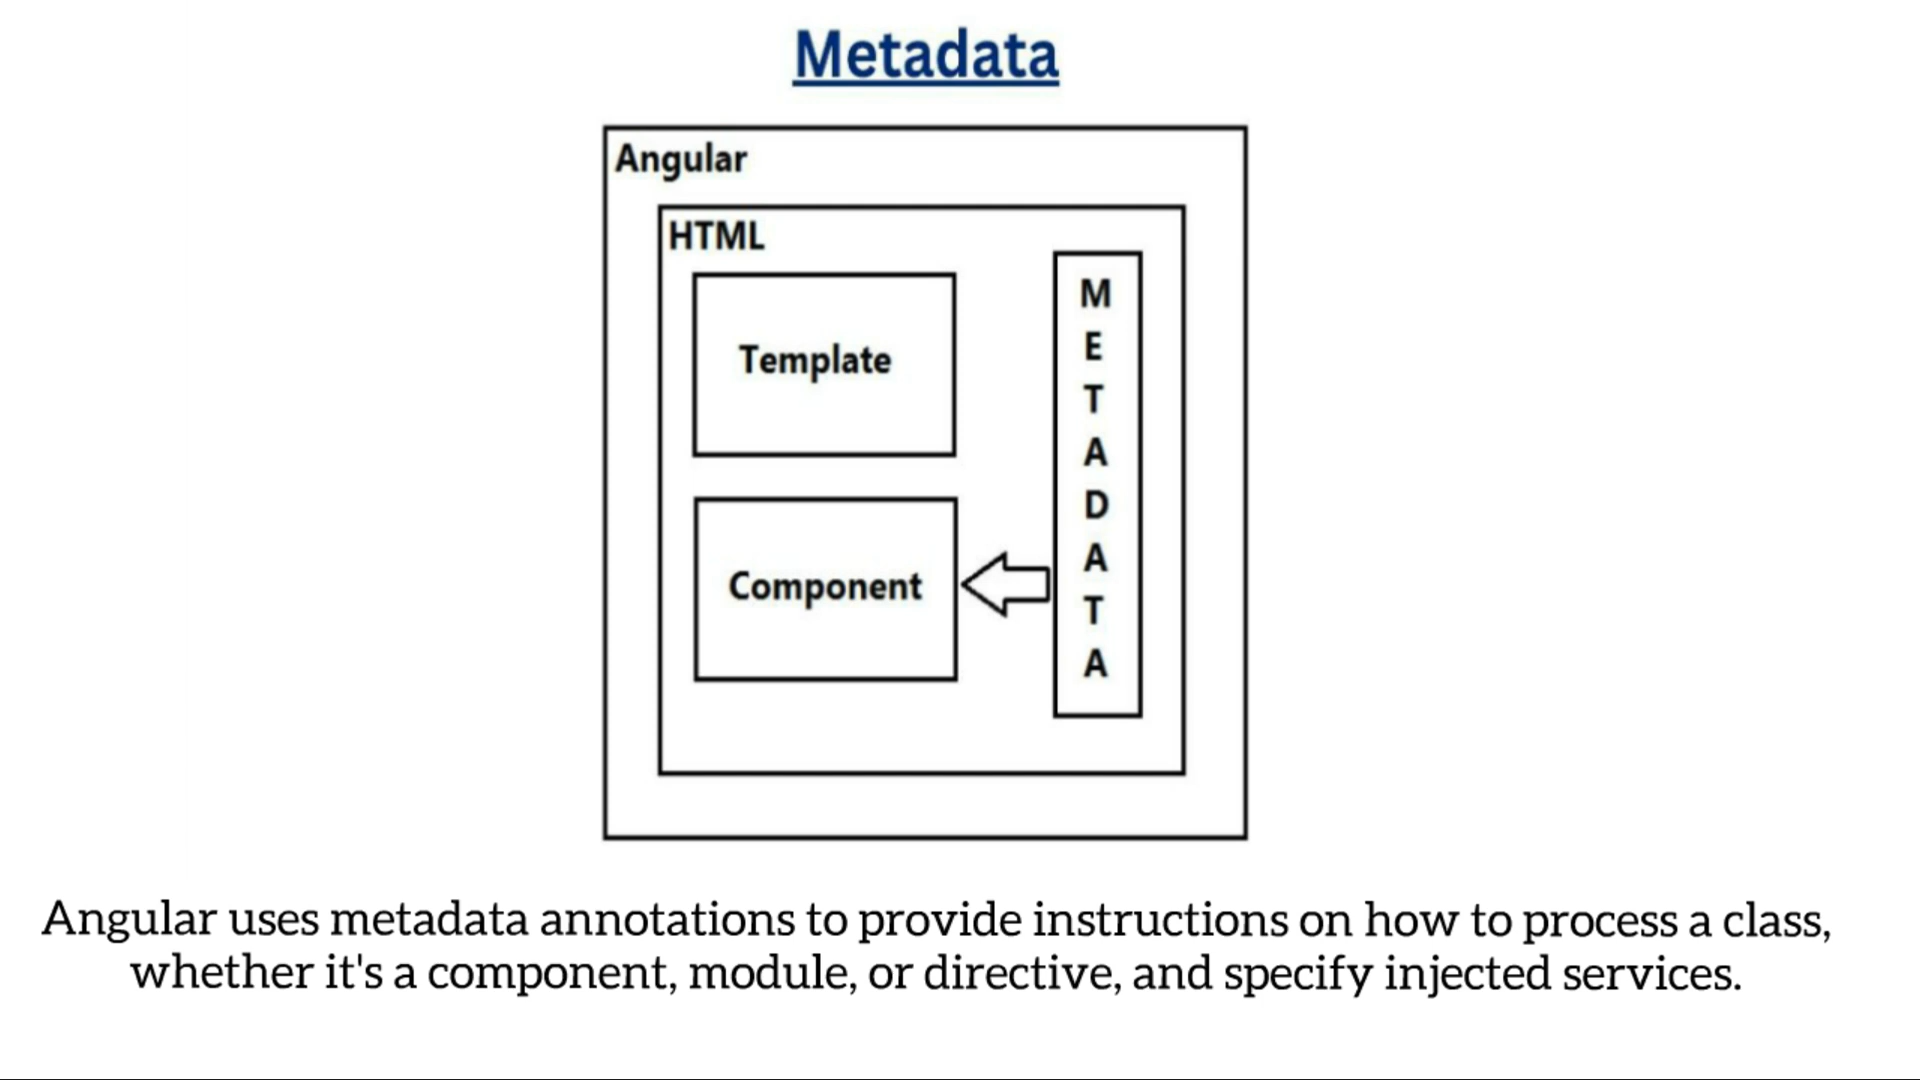 Metadata
Angular
HTML
Template
Component
M
E
T
A
D
A
T
A
Angular uses metadata annotations to provide instructions on how to process a class,
whether it's a component, module, or directive, and specify injected services.